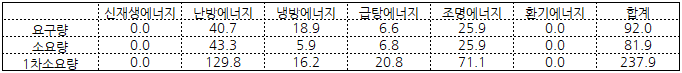 신재생에너지 난방에너지 냉방에너지 급탕에너지 조명에너지 환기에너지 합계
요구량 0.0 40.7 18.9 6.6 25.9 0.0 92.0
소요량 0.0 43.3 5.9 6.8 25.9 0.0 81.9
1차소요량 0.0 129.8 16.2 20.8 71.1 0.0 237.9